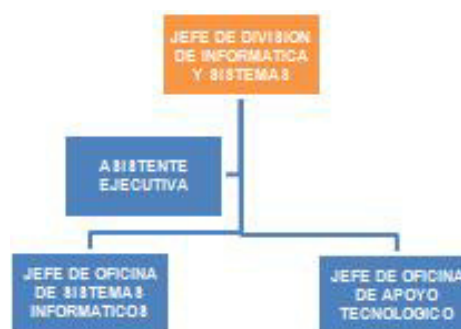 JEFE DE DIVISION
DE INFORMATICA
Y SISTEMAS
ASISTENTE
EJECUTIVA
JEFE DE OFICINA
DE SISTEMAS
INFORMATICOS
JEFE DE OFICINA
DE APOYO
TECNOLOGICO